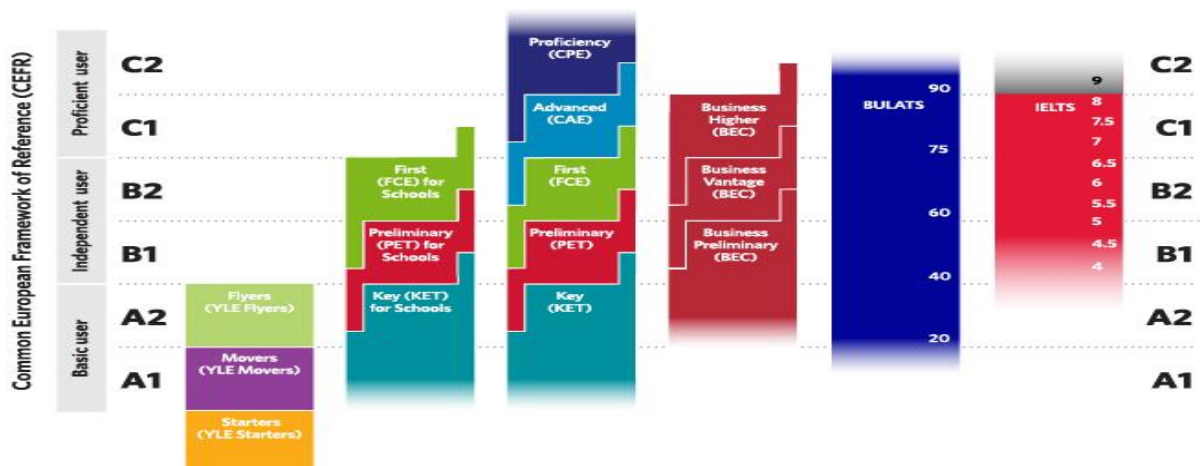 Common European Framework of Reference (CEFR)
Proficient user
Independent user
Basic user
C2
C1
B2
B1
A2
A1
Flyers
(YLE Flyers)
Movers
(YLE Movers)
Starters
(YLE Starters)
First
(FCE) for
Schools
Preliminary
(PET) for
Schools
Key (KET)
for Schools
Proficiency
(CPE)
Advanced
(CAE)
First
(FCE)
Preliminary
(PET)
Key
(KET)
Business
Higher
(BEC)
Business
Vantage
(BEC)
Business
Preliminary
(BEC)
BULATS
90
75
60
40
20
IELTS
9
8
7.5
7
6.5
6
5.5
5
4.5
4
C2
C1
B2
B1
A2
A1